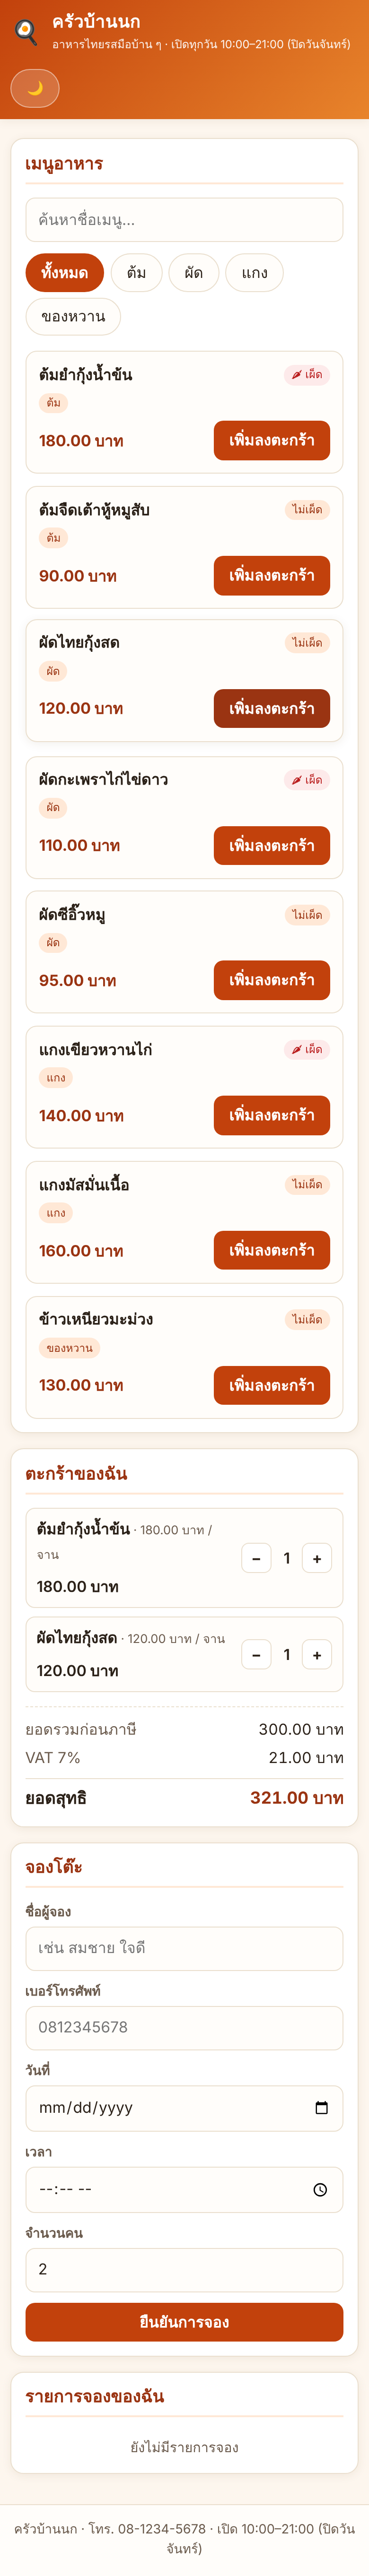 ครัวบ้านนก
อาหารไทยรสมือบ้าน ๆ · เปิดทุกวัน 10:00–21:00 (ปิดวันจันทร์)
เมนูอาหาร
ค้นหาชื่อเมนู...
ทั้งหมด ต้ม ผัด แกง
ของหวาน
ต้มยำกุ้งน้ำข้น 🌶 เผ็ด
ต้ม
180.00 บาท เพิ่มลงตะกร้า
ต้มจืดเต้าหู้หมูสับ ไม่เผ็ด
ต้ม
90.00 บาท เพิ่มลงตะกร้า
ผัดไทยกุ้งสด ไม่เผ็ด
ผัด
120.00 บาท เพิ่มลงตะกร้า
ผัดกะเพราไก่ไข่ดาว 🌶 เผ็ด
ผัด
110.00 บาท เพิ่มลงตะกร้า
ผัดซีอิ๊วหมู ไม่เผ็ด
ผัด
95.00 บาท เพิ่มลงตะกร้า
แกงเขียวหวานไก่ 🌶 เผ็ด
แกง
140.00 บาท เพิ่มลงตะกร้า
แกงมัสมั่นเนื้อ ไม่เผ็ด
แกง
160.00 บาท เพิ่มลงตะกร้า
ข้าวเหนียวมะม่วง ไม่เผ็ด
ของหวาน
130.00 บาท เพิ่มลงตะกร้า
ตะกร้าของฉัน
ต้มยำกุ้งน้ำข้น · 180.00 บาท /
จาน
180.00 บาท
− 1 +
ผัดไทยกุ้งสด · 120.00 บาท / จาน
120.00 บาท
− 1 +
ยอดรวมก่อนภาษี 300.00 บาท
VAT 7% 21.00 บาท
ยอดสุทธิ 321.00 บาท
จองโต๊ะ
ชื่อผู้จอง
เช่น สมชาย ใจดี
เบอร์โทรศัพท์
0812345678
วันที่
mm/dd/yyyy
เวลา
--:-- --
จำนวนคน
2
ยืนยันการจอง
รายการจองของฉัน
ยังไม่มีรายการจอง
ครัวบ้านนก · โทร. 08-1234-5678 · เปิด 10:00–21:00 (ปิดวัน
จันทร์)